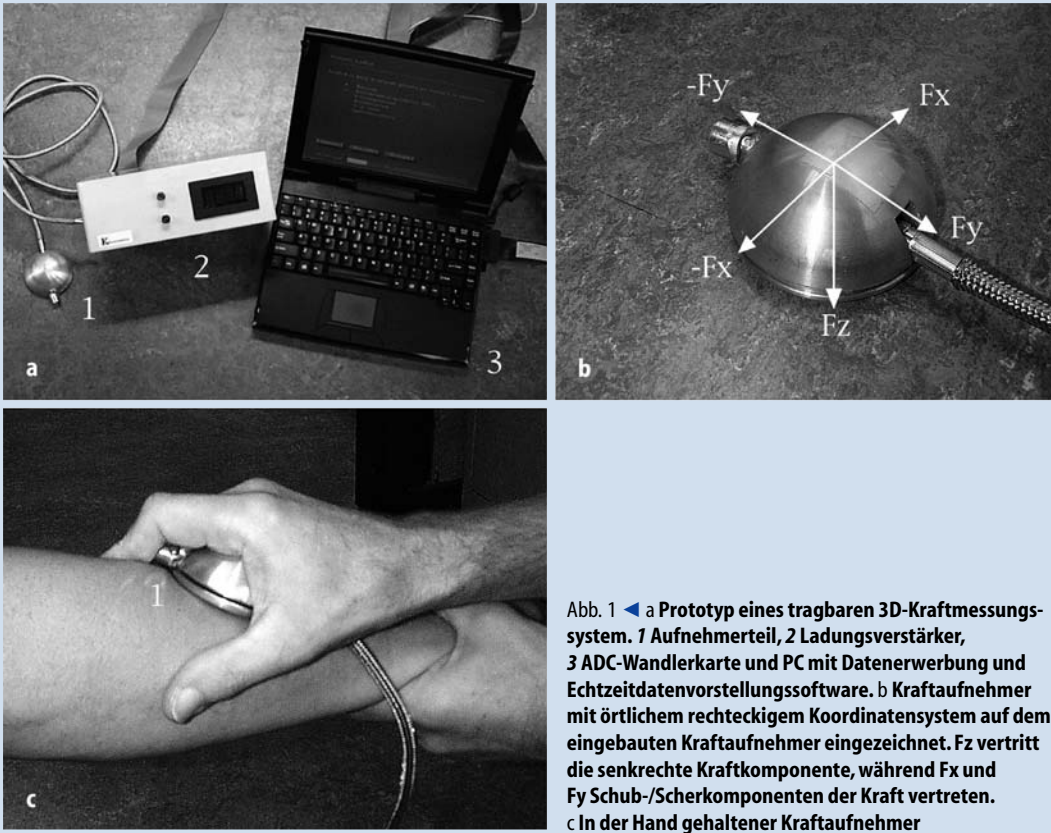 1
2
3
a
-Fy
Fx
-Fx
Fy
Fz
b
1
c
Abb. 1 ◄ a Prototyp eines tragbaren 3D-Kraftmessungs-
system. 1 Aufnehmerteil, 2 Ladungsverstärker,
3 ADC-Wandlerkarte und PC mit Datenerwerbung und
Echtzeitdatenvorstellungssoftware. b Kraftaufnehmer
mit örtlichem rechteckigem Koordinatensystem auf dem
eingebauten Kraftaufnehmer eingezeichnet. Fz vertritt
die senkrechte Kraftkomponente, während Fx und
Fy Schub-/Scherkomponenten der Kraft vertreten.
c In der Hand gehaltener Kraftaufnehmer